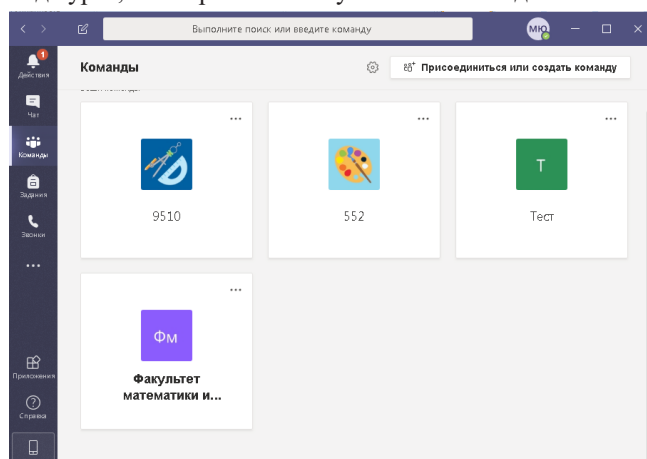 Выполните поиск или введите команду
МЮ
1
Действия
Чат
Команды
Задания
Звонки
Приложения
Справка
Команды
Присоединиться или создать команду
9510
552
Т
Тест
Фм
Факультет
математики и...